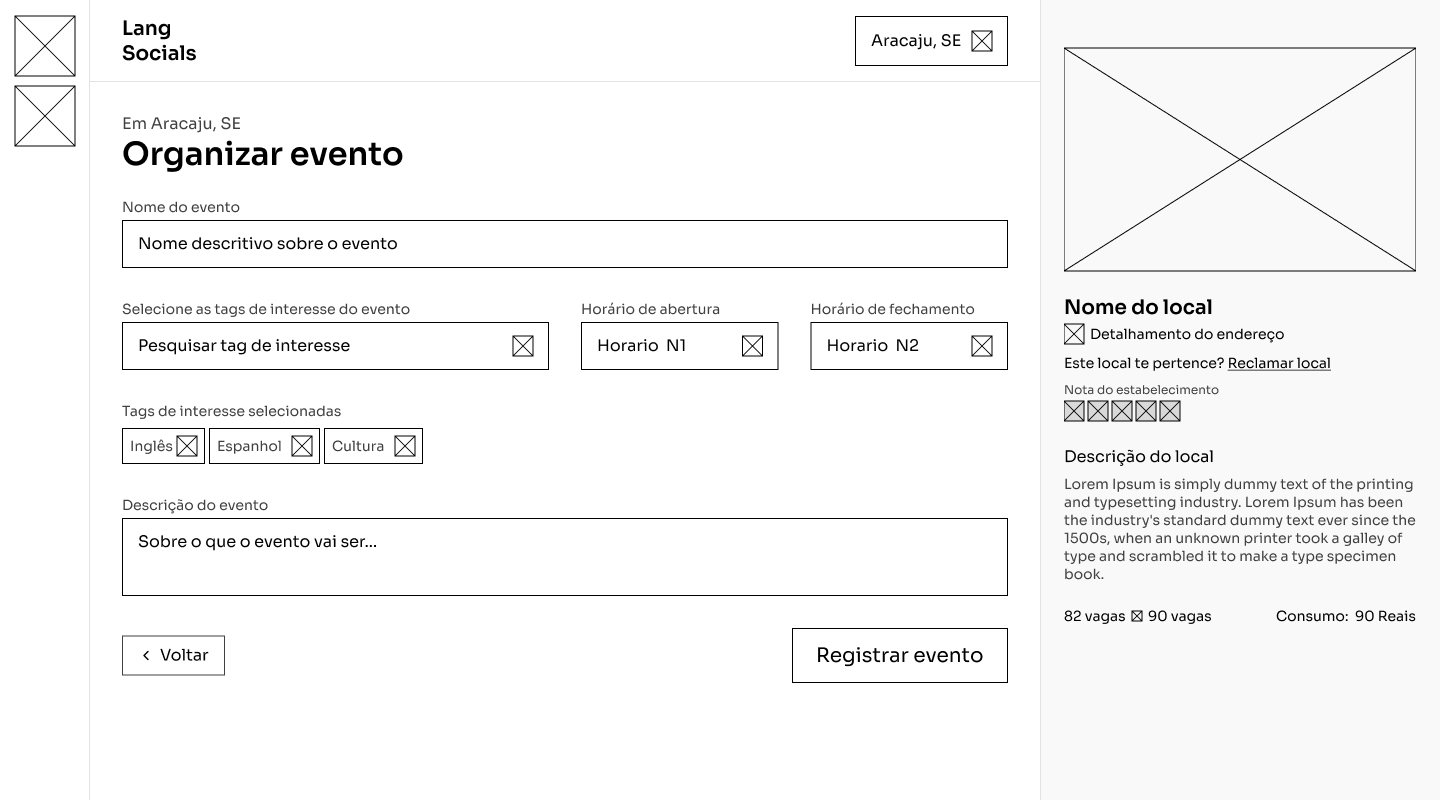 Lang
Socials
Aracaju, SE
Em Aracaju, SE
Organizar evento
Nome do evento
Nome descritivo sobre o evento
Selecione as tags de interesse do evento
Horário de abertura
Horário de fechamento
Pesquisar tag de interesse
Horario N1
Horario N2
Tags de interesse selecionadas
Inglês
Espanhol
Cultura
Descrição do evento
Sobre o que o evento vai ser...
Voltar
Registrar evento
Nome do local
Detalhamento do endereço
Este local te pertence? Reclamar local
Nota do estabelecimento
Descrição do local
Lorem Ipsum is simply dummy text of the printing
and typesetting industry. Lorem Ipsum has been
the industry's standard dummy text ever since the
1500s, when an unknown printer took a galley of
type and scrambled it to make a type specimen
book.
82 vagas 90 vagas
Consumo: 90 Reais